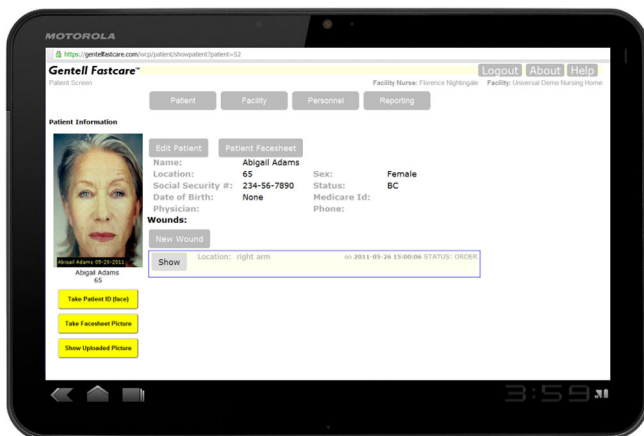 MOTOROLA
https://gentellfastcare.com/wcp/patient/showpatient?patient=52
Gentell Fastcare™
Logout About Help
Patient Screen
Facility Nurse: Florence Nightingale Facility: Universal Demo Nursing Home
Patient Facility Personnel Reporting
Patient Information
Edit Patient Patient Facesheet
Name: Abigail Adams
Location: 65 Sex: Female
Social Security #: 234-56-7890 Status: BC
Date of Birth: None Medicare Id:
Physician: Phone:
Wounds:
New Wound
Show Location: right arm on 2011-05-26 15:00:06 STATUS: ORDER
Abigail Adams 05-20-2011
Abigail Adams
65
Take Patient ID (face)
Take Facesheet Picture
Show Uploaded Picture
3:59